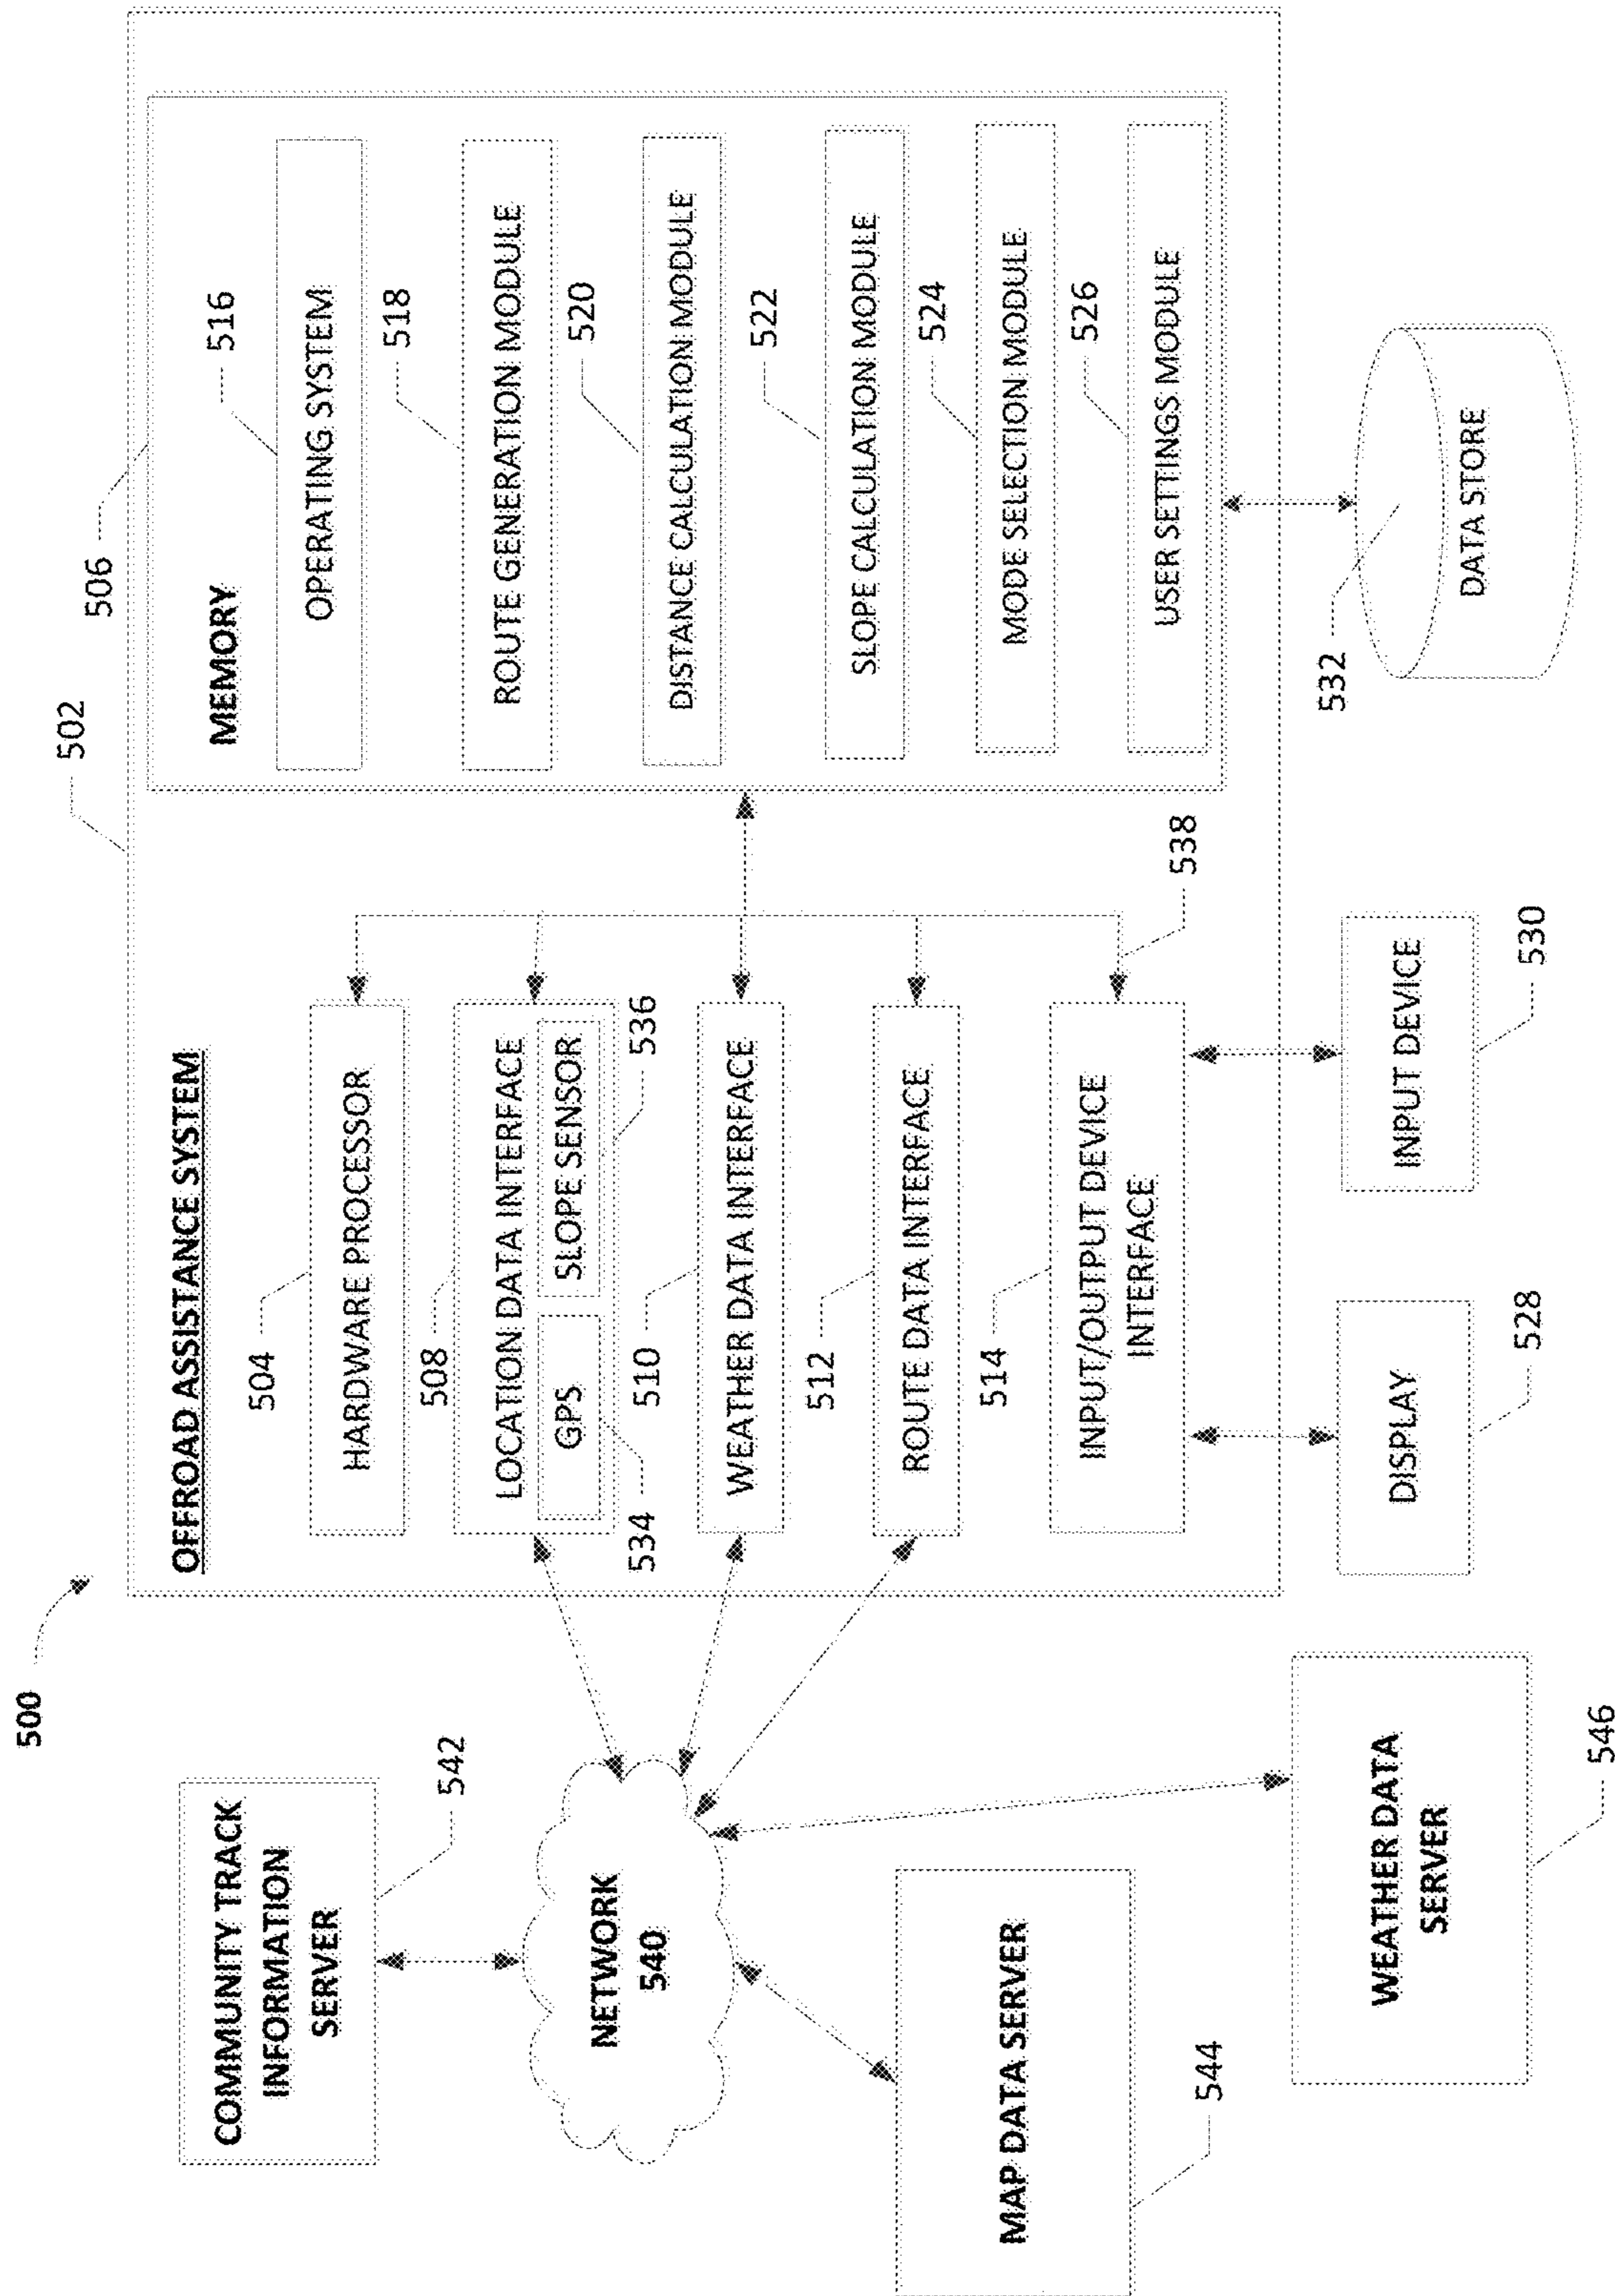 500
502
506
OFFROAD ASSISTANCE SYSTEM
504
HARDWARE PROCESSOR
508
LOCATION DATA INTERFACE
GPS
SLOPE SENSOR
534
536
510
WEATHER DATA INTERFACE
512
ROUTE DATA INTERFACE
514
INPUT/OUTPUT DEVICE
INTERFACE
538
MEMORY
516
OPERATING SYSTEM
518
ROUTE GENERATION MODULE
520
DISTANCE CALCULATION MODULE
522
SLOPE CALCULATION MODULE
524
MODE SELECTION MODULE
526
USER SETTINGS MODULE
COMMUNITY TRACK
INFORMATION
SERVER
542
NETWORK
540
MAP DATA SERVER
544
WEATHER DATA
SERVER
546
DISPLAY
528
INPUT DEVICE
530
532
DATA STORE